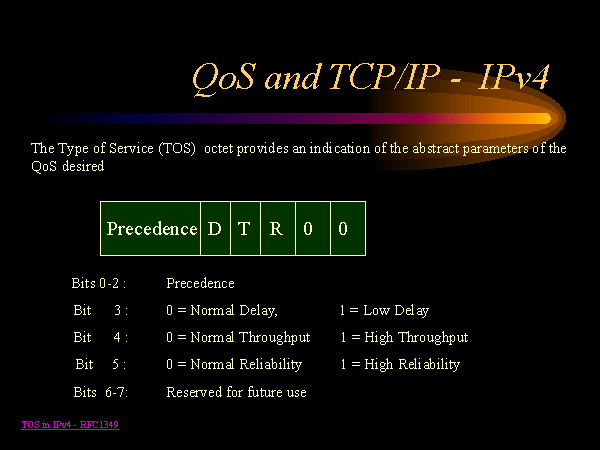 QoS and TCP/IP - IPv4
The Type of Service (TOS) octet provides an indication of the abstract parameters of the
QoS desired
Precedence D T R 0 0
Bits 0-2 : Precedence
Bit 3 : 0 = Normal Delay, 1 = Low Delay
Bit 4 : 0 = Normal Throughput 1 = High Throughput
Bit 5 : 0 = Normal Reliability 1 = High Reliability
Bits 6-7: Reserved for future use
TOS in IPv4 - RFC1349